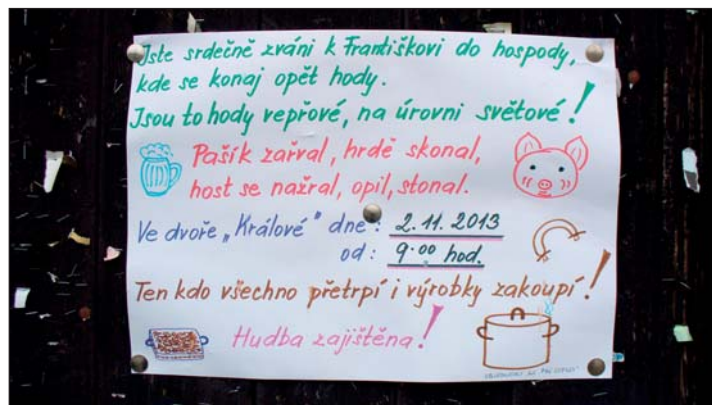 Jste srdečně zváni k Františkovi do hospody,
kde se konaj opět hody.
Jsou to hody vepřové, na úrovni světové!
Pašík zařval, hrdě skonal,
host se nažral, opil, stonal.
Ve dvoře „Králové" dne: 2. 11. 2013
od: 9.00 hod.
Ten kdo všechno přetrpí i výrobky zakoupí!
Hudba zajištěna!